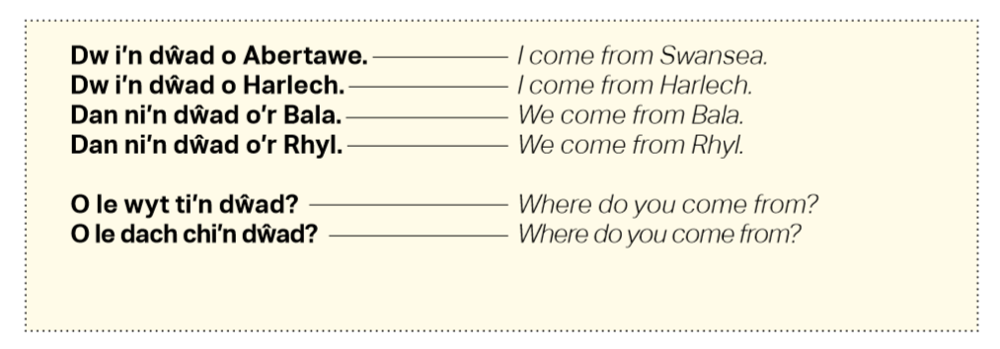 Dw i'n dŵad o Abertawe. I come from Swansea.
Dw i'n dŵad o Harlech. I come from Harlech.
Dan ni'n dŵad o'r Bala. We come from Bala.
Dan ni'n dŵad o'r Rhyl. We come from Rhyl.
O le wyt ti'n dŵad? Where do you come from?
O le dach chi'n dŵad? Where do you come from?